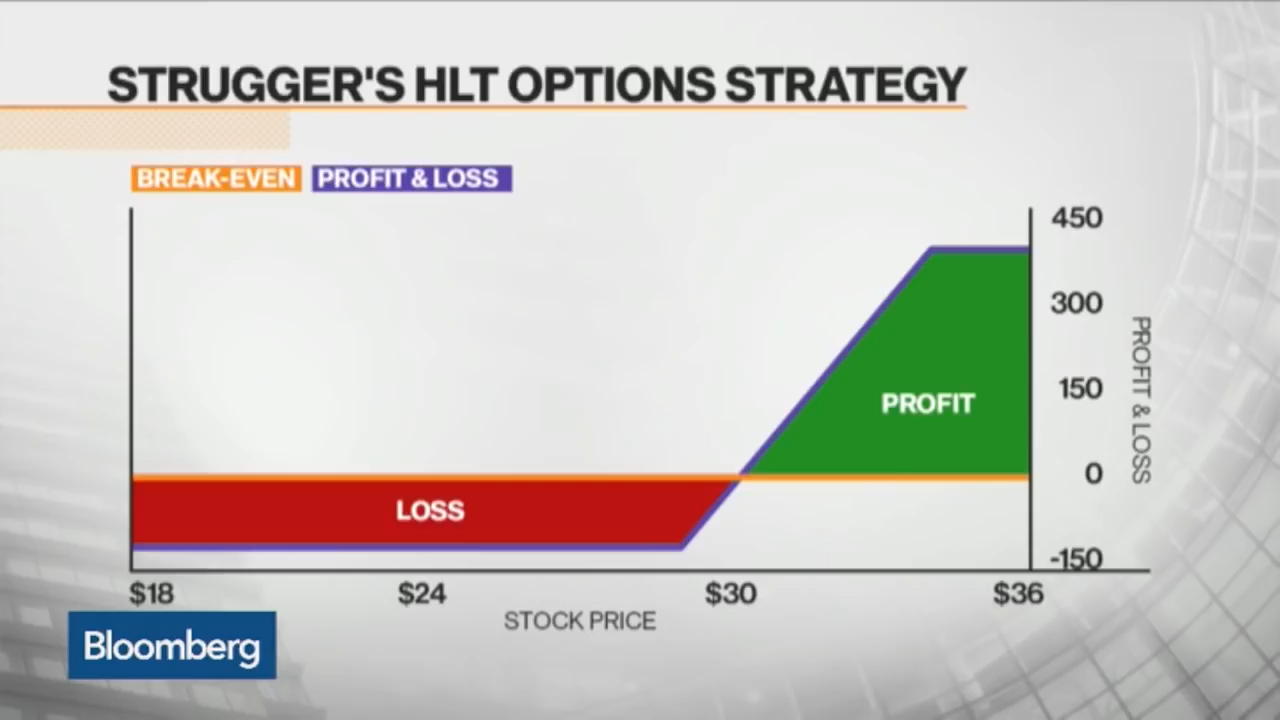 STRUGGER'S HLT OPTIONS STRATEGY
BREAK-EVEN PROFIT & LOSS
450
300
150
0
-150
PROFIT & LOSS
PROFIT
LOSS
$18 $24 $30 $36
STOCK PRICE
Bloomberg